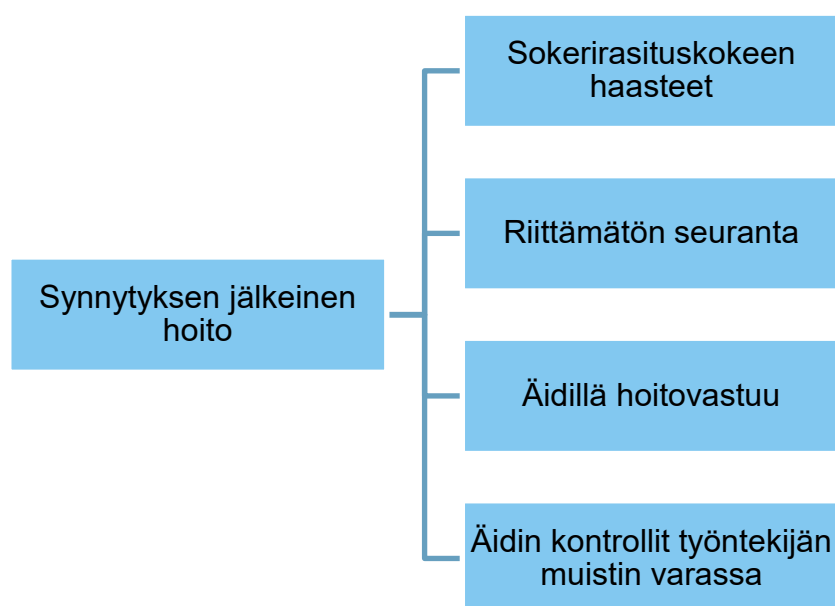 Sokerirasituskokeen
haasteet
Riittämätön seuranta
Synnytyksen jälkeinen
hoito
Äidillä hoitovastuu
Äidin kontrollit työntekijän
muistin varassa